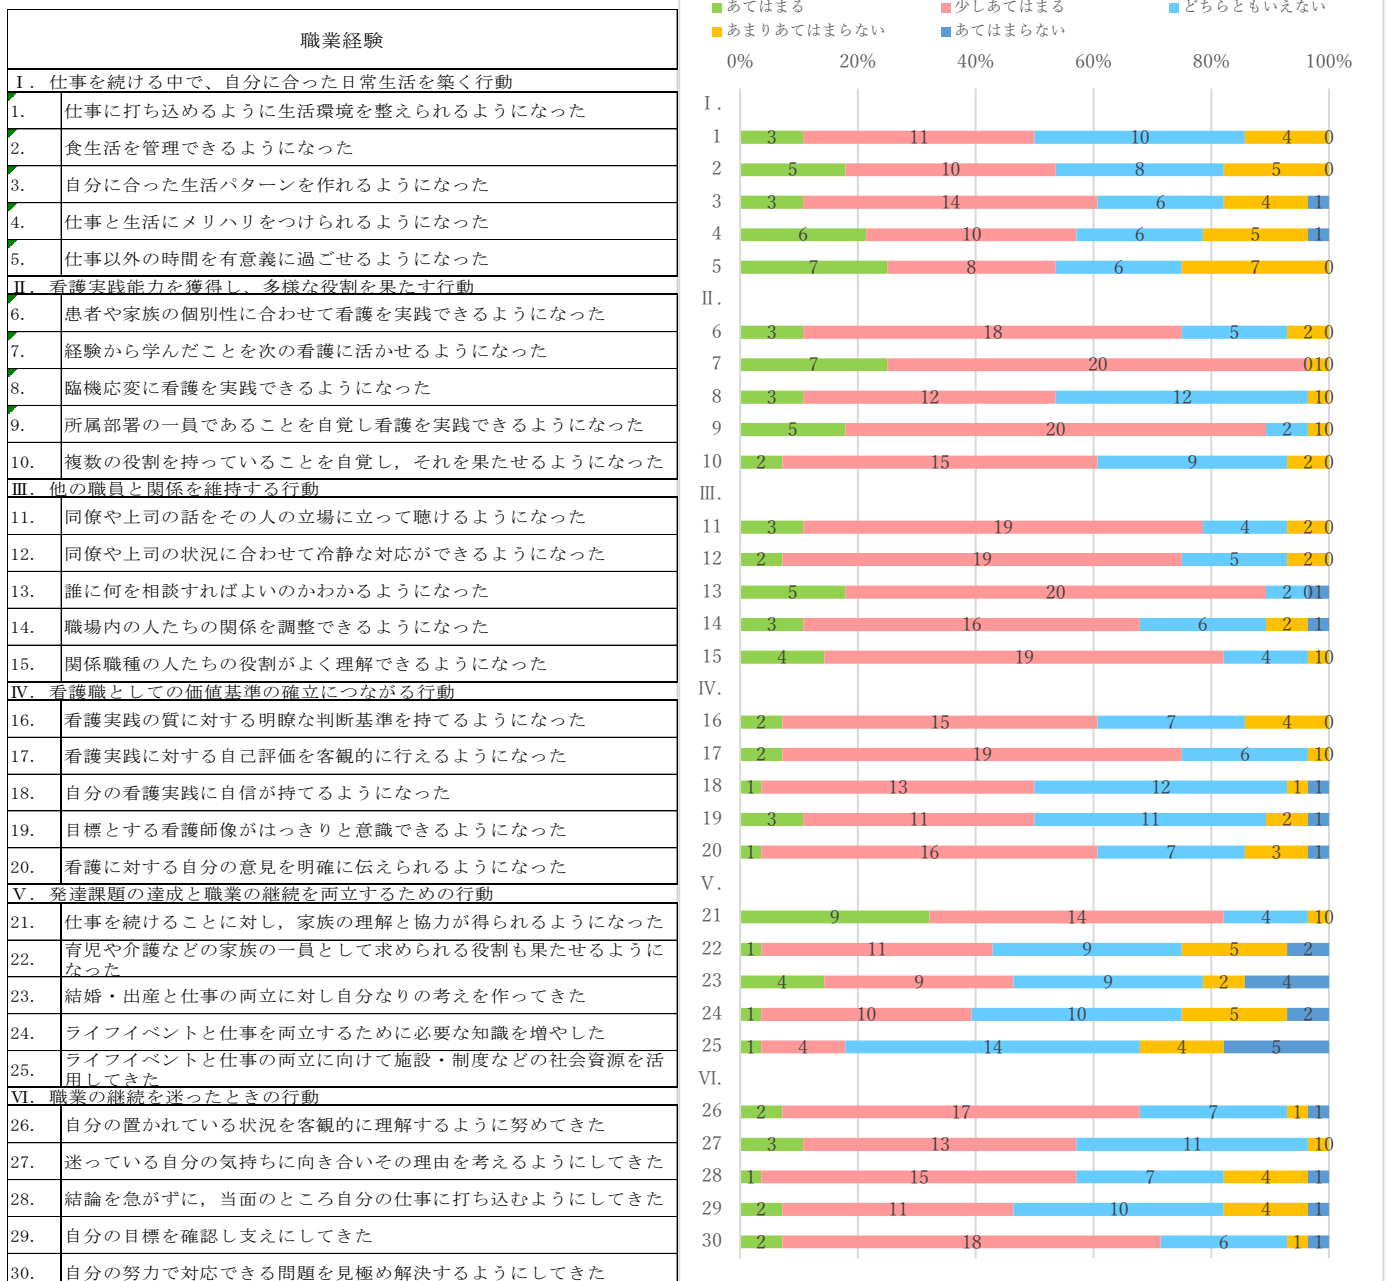 職業経験
Ⅰ. 仕事を続ける中で、自分に合った日常生活を築く行動
1. 仕事に打ち込めるように生活環境を整えられるようになった
2. 食生活を管理できるようになった
3. 自分に合った生活パターンを作れるようになった
4. 仕事と生活にメリハリをつけられるようになった
5. 仕事以外の時間を有意義に過ごせるようになった
Ⅱ. 看護実践能力を獲得し、多様な役割を果たす行動
6. 患者や家族の個別性に合わせて看護を実践できるようになった
7. 経験から学んだことを次の看護に活かせるようになった
8. 臨機応変に看護を実践できるようになった
9. 所属部署の一員であることを自覚し看護を実践できるようになった
10. 複数の役割を持っていることを自覚し，それを果たせるようになった
Ⅲ. 他の職員と関係を維持する行動
11. 同僚や上司の話をその人の立場に立って聴けるようになった
12. 同僚や上司の状況に合わせて冷静な対応ができるようになった
13. 誰に何を相談すればよいのかわかるようになった
14. 職場内の人たちの関係を調整できるようになった
15. 関係職種の人たちの役割がよく理解できるようになった
Ⅳ. 看護職としての価値基準の確立につながる行動
16. 看護実践の質に対する明瞭な判断基準を持てるようになった
17. 看護実践に対する自己評価を客観的に行えるようになった
18. 自分の看護実践に自信が持てるようになった
19. 目標とする看護師像がはっきりと意識できるようになった
20. 看護に対する自分の意見を明確に伝えられるようになった
Ⅴ. 発達課題の達成と職業の継続を両立するための行動
21. 仕事を続けることに対し，家族の理解と協力が得られるようになった
22. 育児や介護などの家族の一員として求められる役割も果たせるように
なった
23. 結婚・出産と仕事の両立に対し自分なりの考えを作ってきた
24. ライフイベントと仕事を両立するために必要な知識を増やした
25. ライフイベントと仕事の両立に向けて施設・制度などの社会資源を活
用してきた
Ⅵ. 職業の継続を迷ったときの行動
26. 自分の置かれている状況を客観的に理解するように努めてきた
27. 迷っている自分の気持ちに向き合いその理由を考えるようにしてきた
28. 結論を急がずに，当面のところ自分の仕事に打ち込むようにしてきた
29. 自分の目標を確認し支えにしてきた
30. 自分の努力で対応できる問題を見極め解決するようにしてきた
あてはまる 少しあてはまる どちらともいえない
あまりあてはまらない あてはまらない
0% 20% 40% 60% 80% 100%
Ⅰ.
1 3 11 10 4 0
2 5 10 8 5 0
3 3 14 6 4 1
4 6 10 6 5 1
5 7 8 6 7 0
Ⅱ.
6 3 18 5 2 0
7 7 20 0 1 0
8 3 12 12 1 0
9 5 20 2 1 0
10 2 15 9 2 0
Ⅲ.
11 3 19 4 2 0
12 2 19 5 2 0
13 5 20 2 0 1
14 3 16 6 2 1
15 4 19 4 1 0
Ⅳ.
16 2 15 7 4 0
17 2 19 6 1 0
18 1 13 12 1 1
19 3 11 11 2 1
20 1 16 7 3 1
Ⅴ.
21 9 14 4 1 0
22 1 11 9 5 2
23 4 9 9 2 4
24 1 10 10 5 2
25 1 4 14 4 5
Ⅵ.
26 2 17 7 1 1
27 3 13 11 1 0
28 1 15 7 4 1
29 2 11 10 4 1
30 2 18 6 1 1